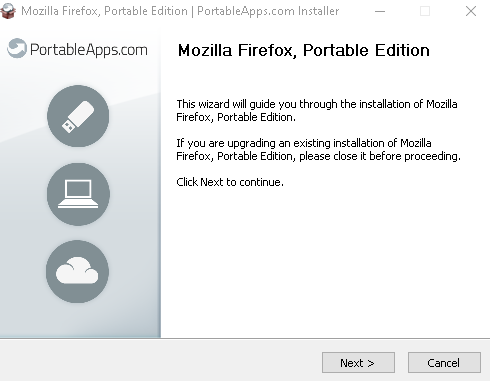 Mozilla Firefox, Portable Edition | PortableApps.com Installer
PortableApps.com
Mozilla Firefox, Portable Edition
This wizard will guide you through the installation of Mozilla
Firefox, Portable Edition.
If you are upgrading an existing installation of Mozilla
Firefox, Portable Edition, please close it before proceeding.
Click Next to continue.
Next >
Cancel